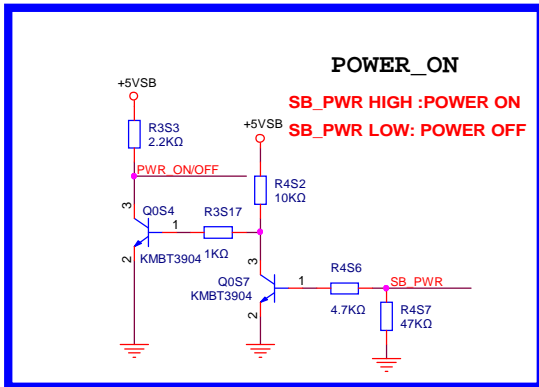 POWER_ON
SB_PWR HIGH :POWER ON
SB_PWR LOW: POWER OFF
+5VSB
R3S3
2.2KΩ
PWR_ON/OFF
+5VSB
R4S2
10KΩ
3
Q0S4
1
R3S17
1KΩ
2
KMBT3904
3
Q0S7
KMBT3904
1
2
R4S6
4.7KΩ
SB_PWR
R4S7
47KΩ